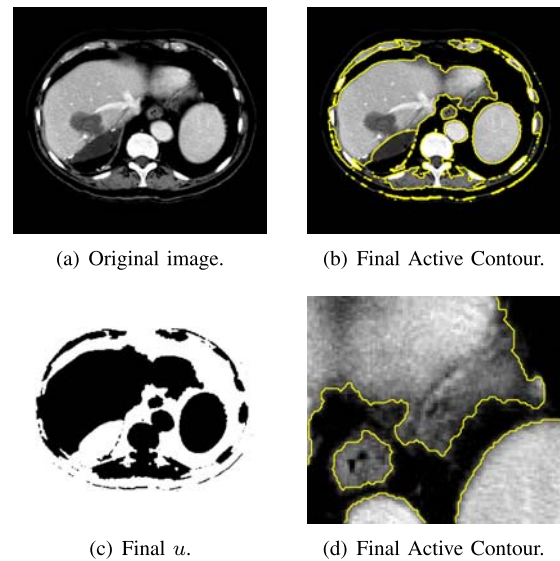 (a) Original image.
(b) Final Active Contour.
(c) Final u.
(d) Final Active Contour.